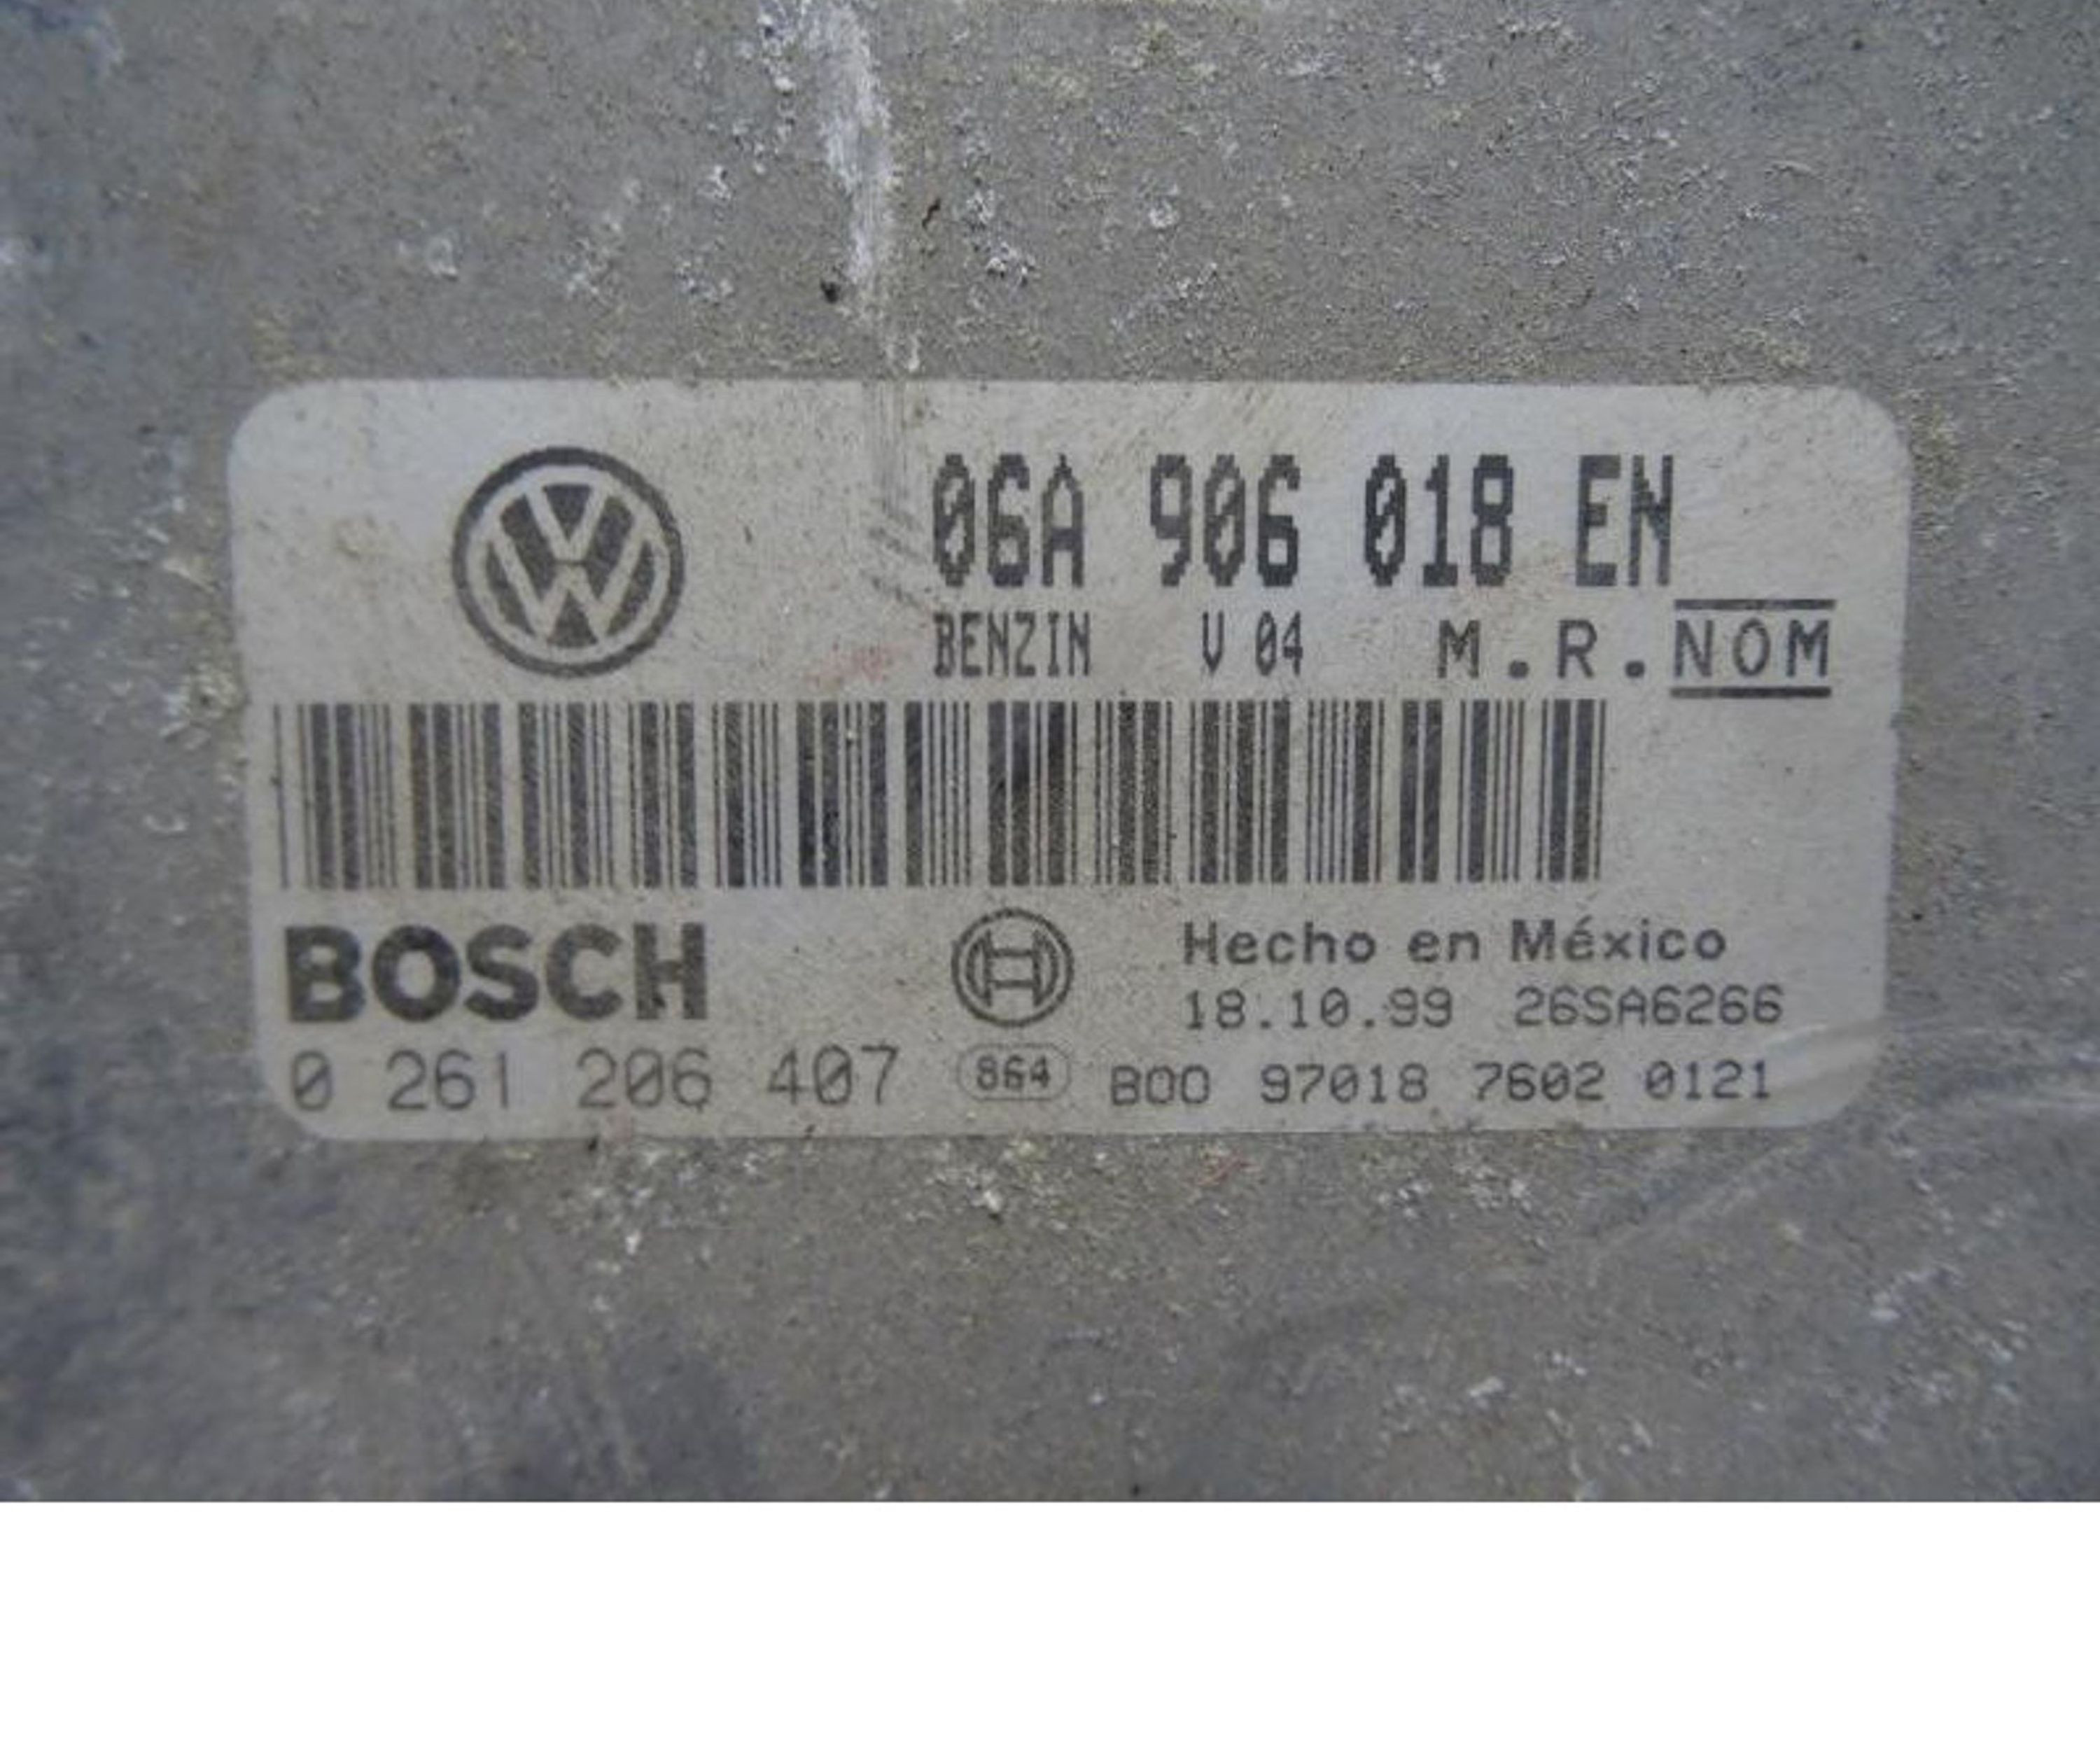 06A 906 018 EN
BENZIN V 04 M.R.NOM
BOSCH
Hecho en México
18.10.99 26SA6266
0 261 206 407 864 B00 97018 7602 0121